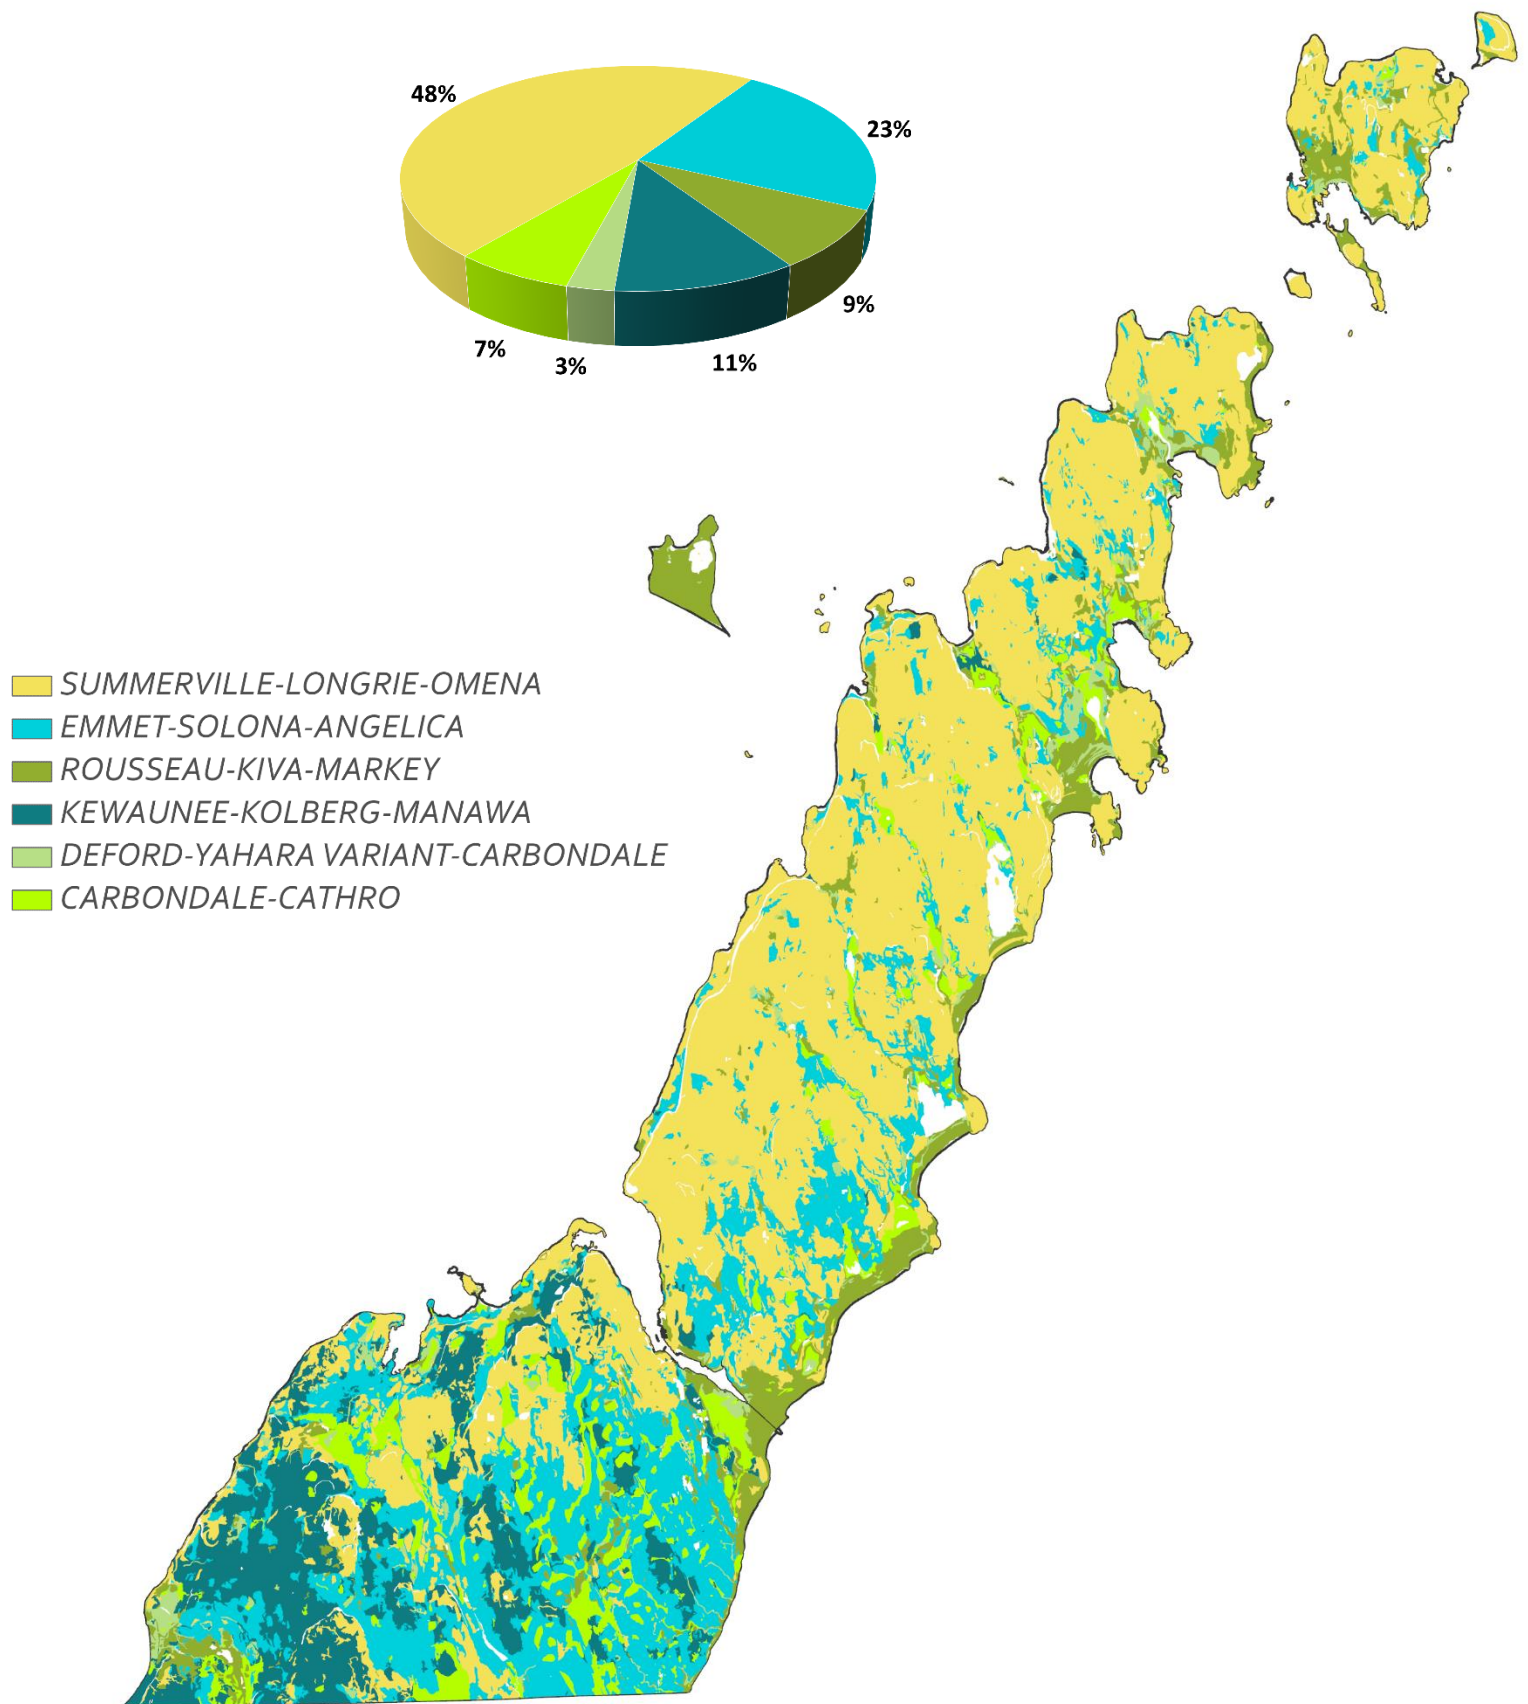 48%
23%
9%
7%
3%
11%
SUMMERVILLE-LONGRIE-OMENA
EMMET-SOLONA-ANGELICA
ROUSSEAU-KIVA-MARKEY
KEWAUNEE-KOLBERG-MANAWA
DEFORD-YAHARA VARIANT-CARBONDALE
CARBONDALE-CATHRO